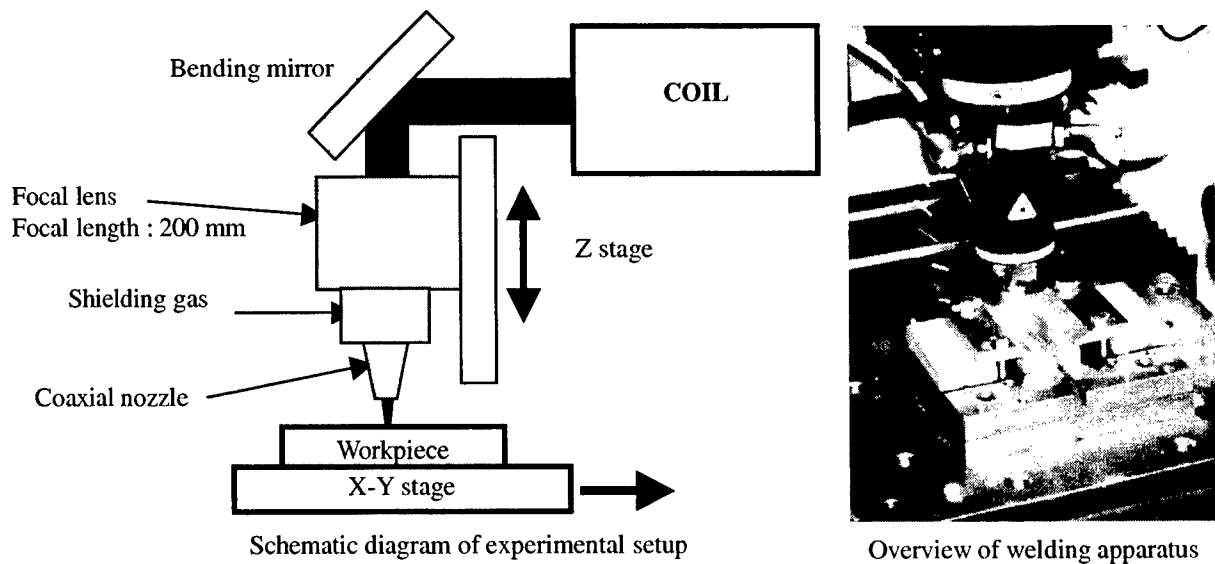 Bending mirror
COIL
Focal lens
Focal length : 200 mm
Z stage
Shielding gas
Coaxial nozzle
Workpiece
X-Y stage
Schematic diagram of experimental setup
Overview of welding apparatus